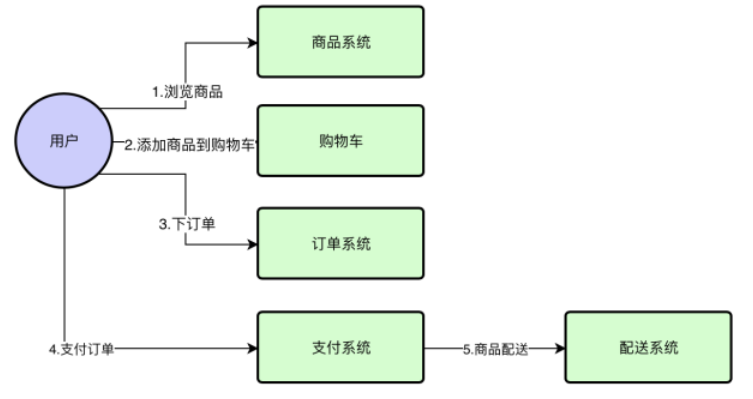 商品系统
1.浏览商品
用户
2.添加商品到购物车
购物车
3.下订单
订单系统
4.支付订单
支付系统
5.商品配送
配送系统